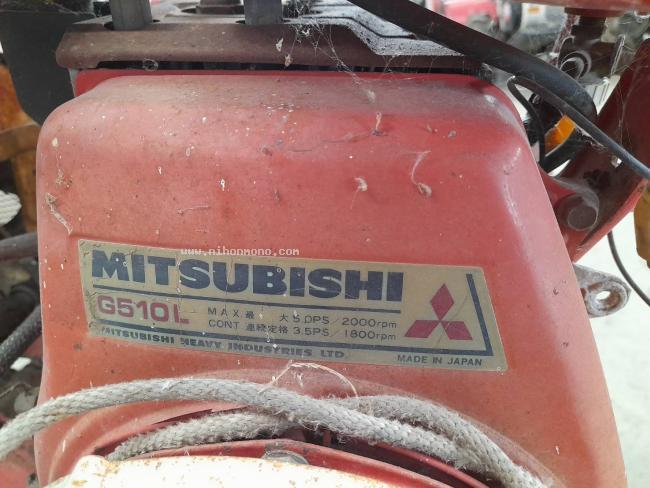 www.nihonmono.com
MITSUBISHI
G510L
MAX. 最 大 5.0PS/2000rpm
CONT 連続定格 3.5PS/1800rpm
MITSUBISHI HEAVY INDUSTRIES LTD.
MADE IN JAPAN